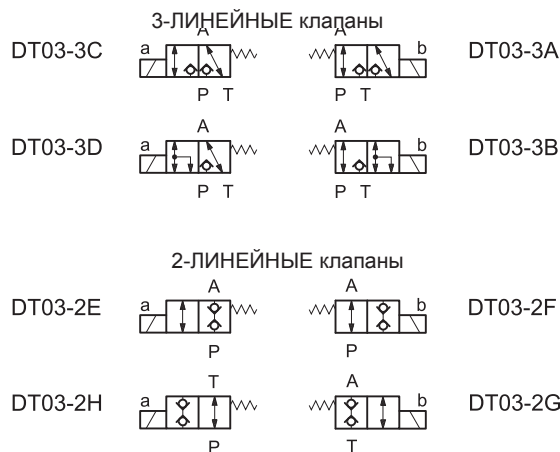 3-ЛИНЕЙНЫЕ клапаны
DT03-3C
a
A
P T
A
b
P T
DT03-3A
DT03-3D
a
A
P T
A
b
P T
DT03-3B
2-ЛИНЕЙНЫЕ клапаны
DT03-2E
a
A
P
A
b
P
DT03-2F
DT03-2H
a
T
P
A
b
T
DT03-2G